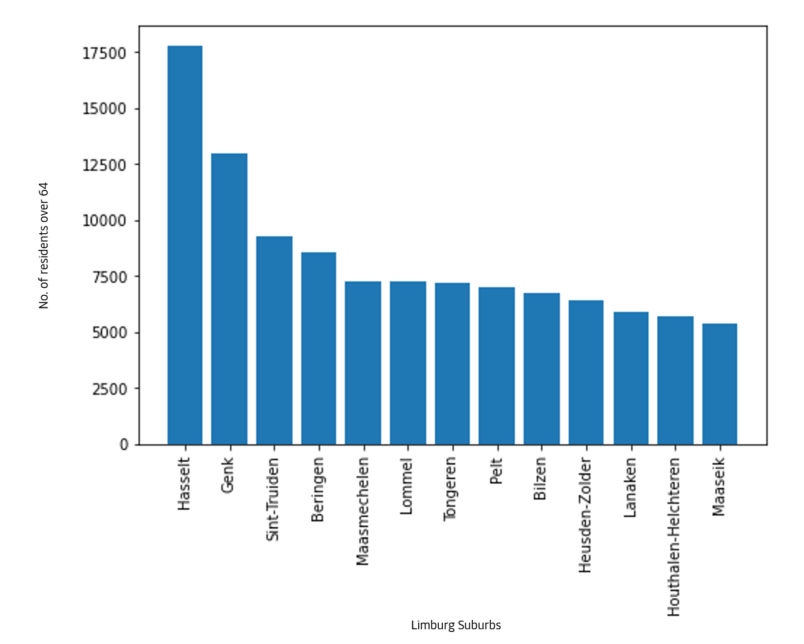 17500
15000
12500
10000
7500
5000
2500
0
No. of residents over 64
Hasselt
Genk
Sint-Truiden
Beringen
Maasmechelen
Lommel
Tongeren
Pelt
Bilzen
Heusden-Zolder
Lanaken
Houthalen-Helchteren
Maaseik
Limburg Suburbs